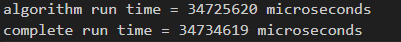 algorithm run time = 34725620 microseconds
complete run time = 34734619 microseconds